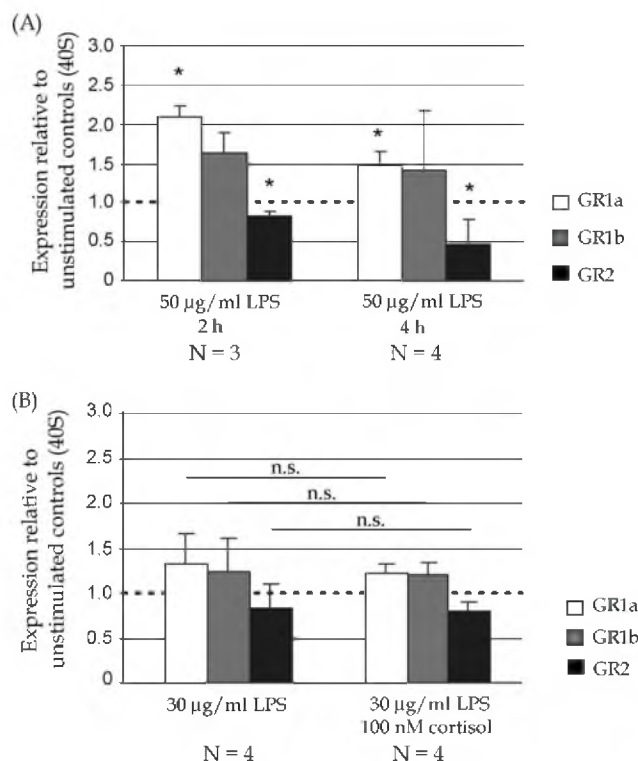 (A)
Expression relative to
unstimulated controls (40S)
3.0
2.5
2.0
1.5
1.0
0.5
0
*
*
*
*
50 µg/ml LPS
2 h
N = 3
50 µg/ml LPS
4 h
N = 4
GR1a
GR1b
GR2
(B)
Expression relative to
unstimulated controls (40S)
3.0
2.5
2.0
1.5
1.0
0.5
0
n.s.
n.s.
n.s.
30 µg/ml LPS
N = 4
30 µg/ml LPS
100 nM cortisol
N = 4
GR1a
GR1b
GR2